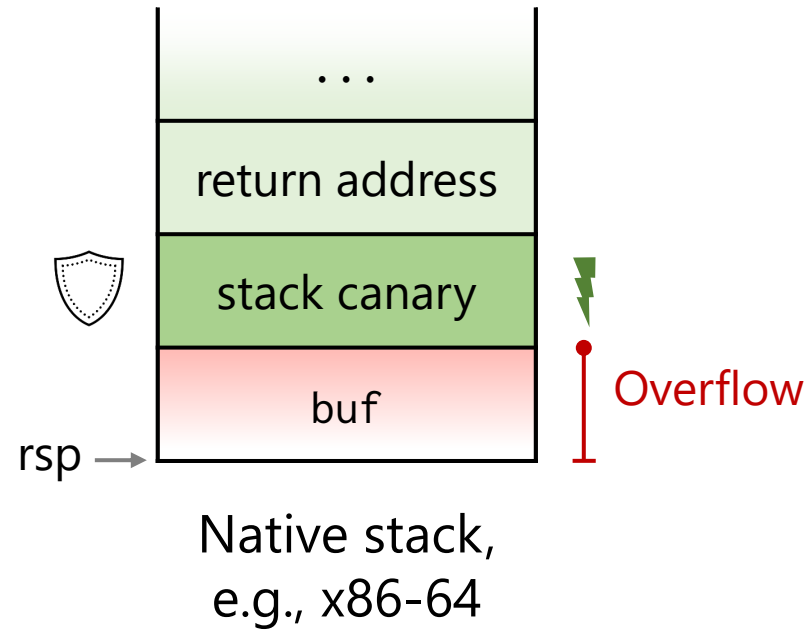 ...
return address
stack canary
buf
Overflow
rsp
Native stack,
e.g., x86-64